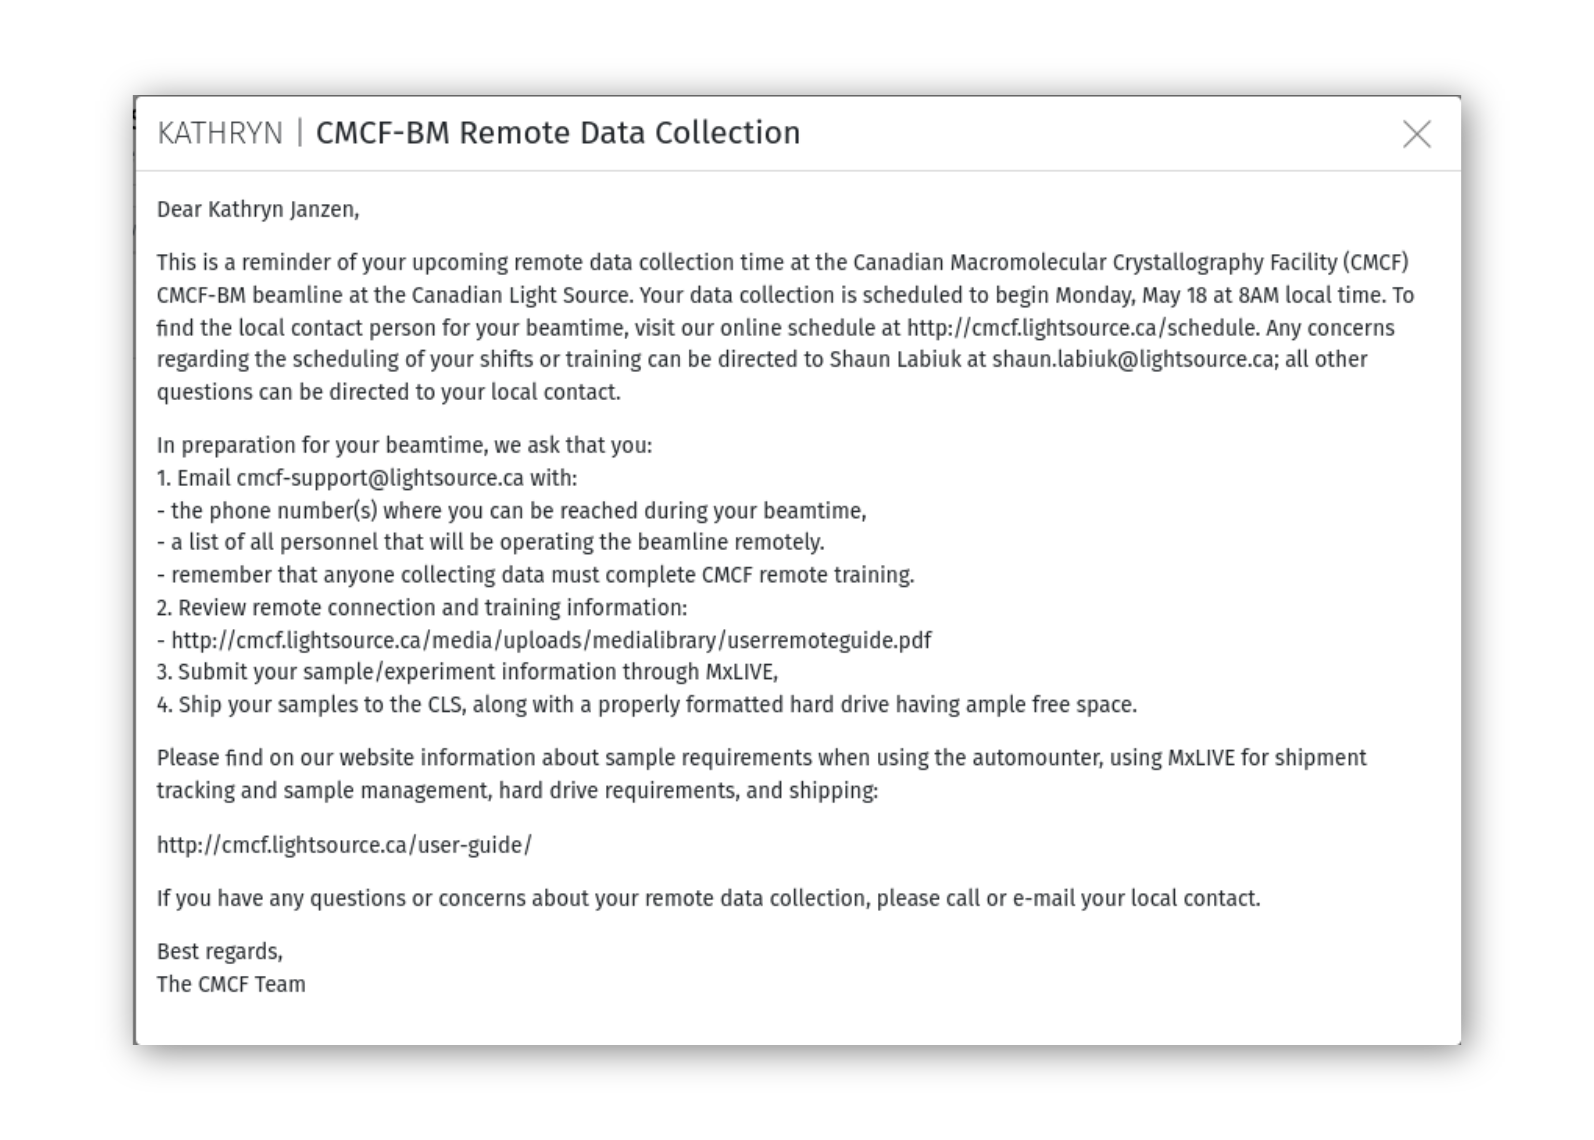 KATHRYN | CMCF-BM Remote Data Collection
Dear Kathryn Janzen,
This is a reminder of your upcoming remote data collection time at the Canadian Macromolecular Crystallography Facility (CMCF)
CMCF-BM beamline at the Canadian Light Source. Your data collection is scheduled to begin Monday, May 18 at 8AM local time. To
find the local contact person for your beamtime, visit our online schedule at http://cmcf.lightsource.ca/schedule. Any concerns
regarding the scheduling of your shifts or training can be directed to Shaun Labiuk at shaun.labiuk@lightsource.ca; all other
questions can be directed to your local contact.
In preparation for your beamtime, we ask that you:
1. Email cmcf-support@lightsource.ca with:
- the phone number(s) where you can be reached during your beamtime,
- a list of all personnel that will be operating the beamline remotely.
- remember that anyone collecting data must complete CMCF remote training.
2. Review remote connection and training information:
- http://cmcf.lightsource.ca/media/uploads/medialibrary/userremoteguide.pdf
3. Submit your sample/experiment information through MxLIVE,
4. Ship your samples to the CLS, along with a properly formatted hard drive having ample free space.
Please find on our website information about sample requirements when using the automounter, using MxLIVE for shipment
tracking and sample management, hard drive requirements, and shipping:
http://cmcf.lightsource.ca/user-guide/
If you have any questions or concerns about your remote data collection, please call or e-mail your local contact.
Best regards,
The CMCF Team